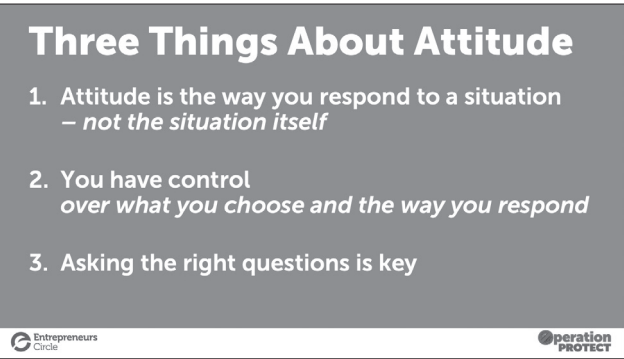 Three Things About Attitude
1. Attitude is the way you respond to a situation
– not the situation itself
2. You have control
over what you choose and the way you respond
3. Asking the right questions is key
Entrepreneurs
Circle
Operation
PROTECT